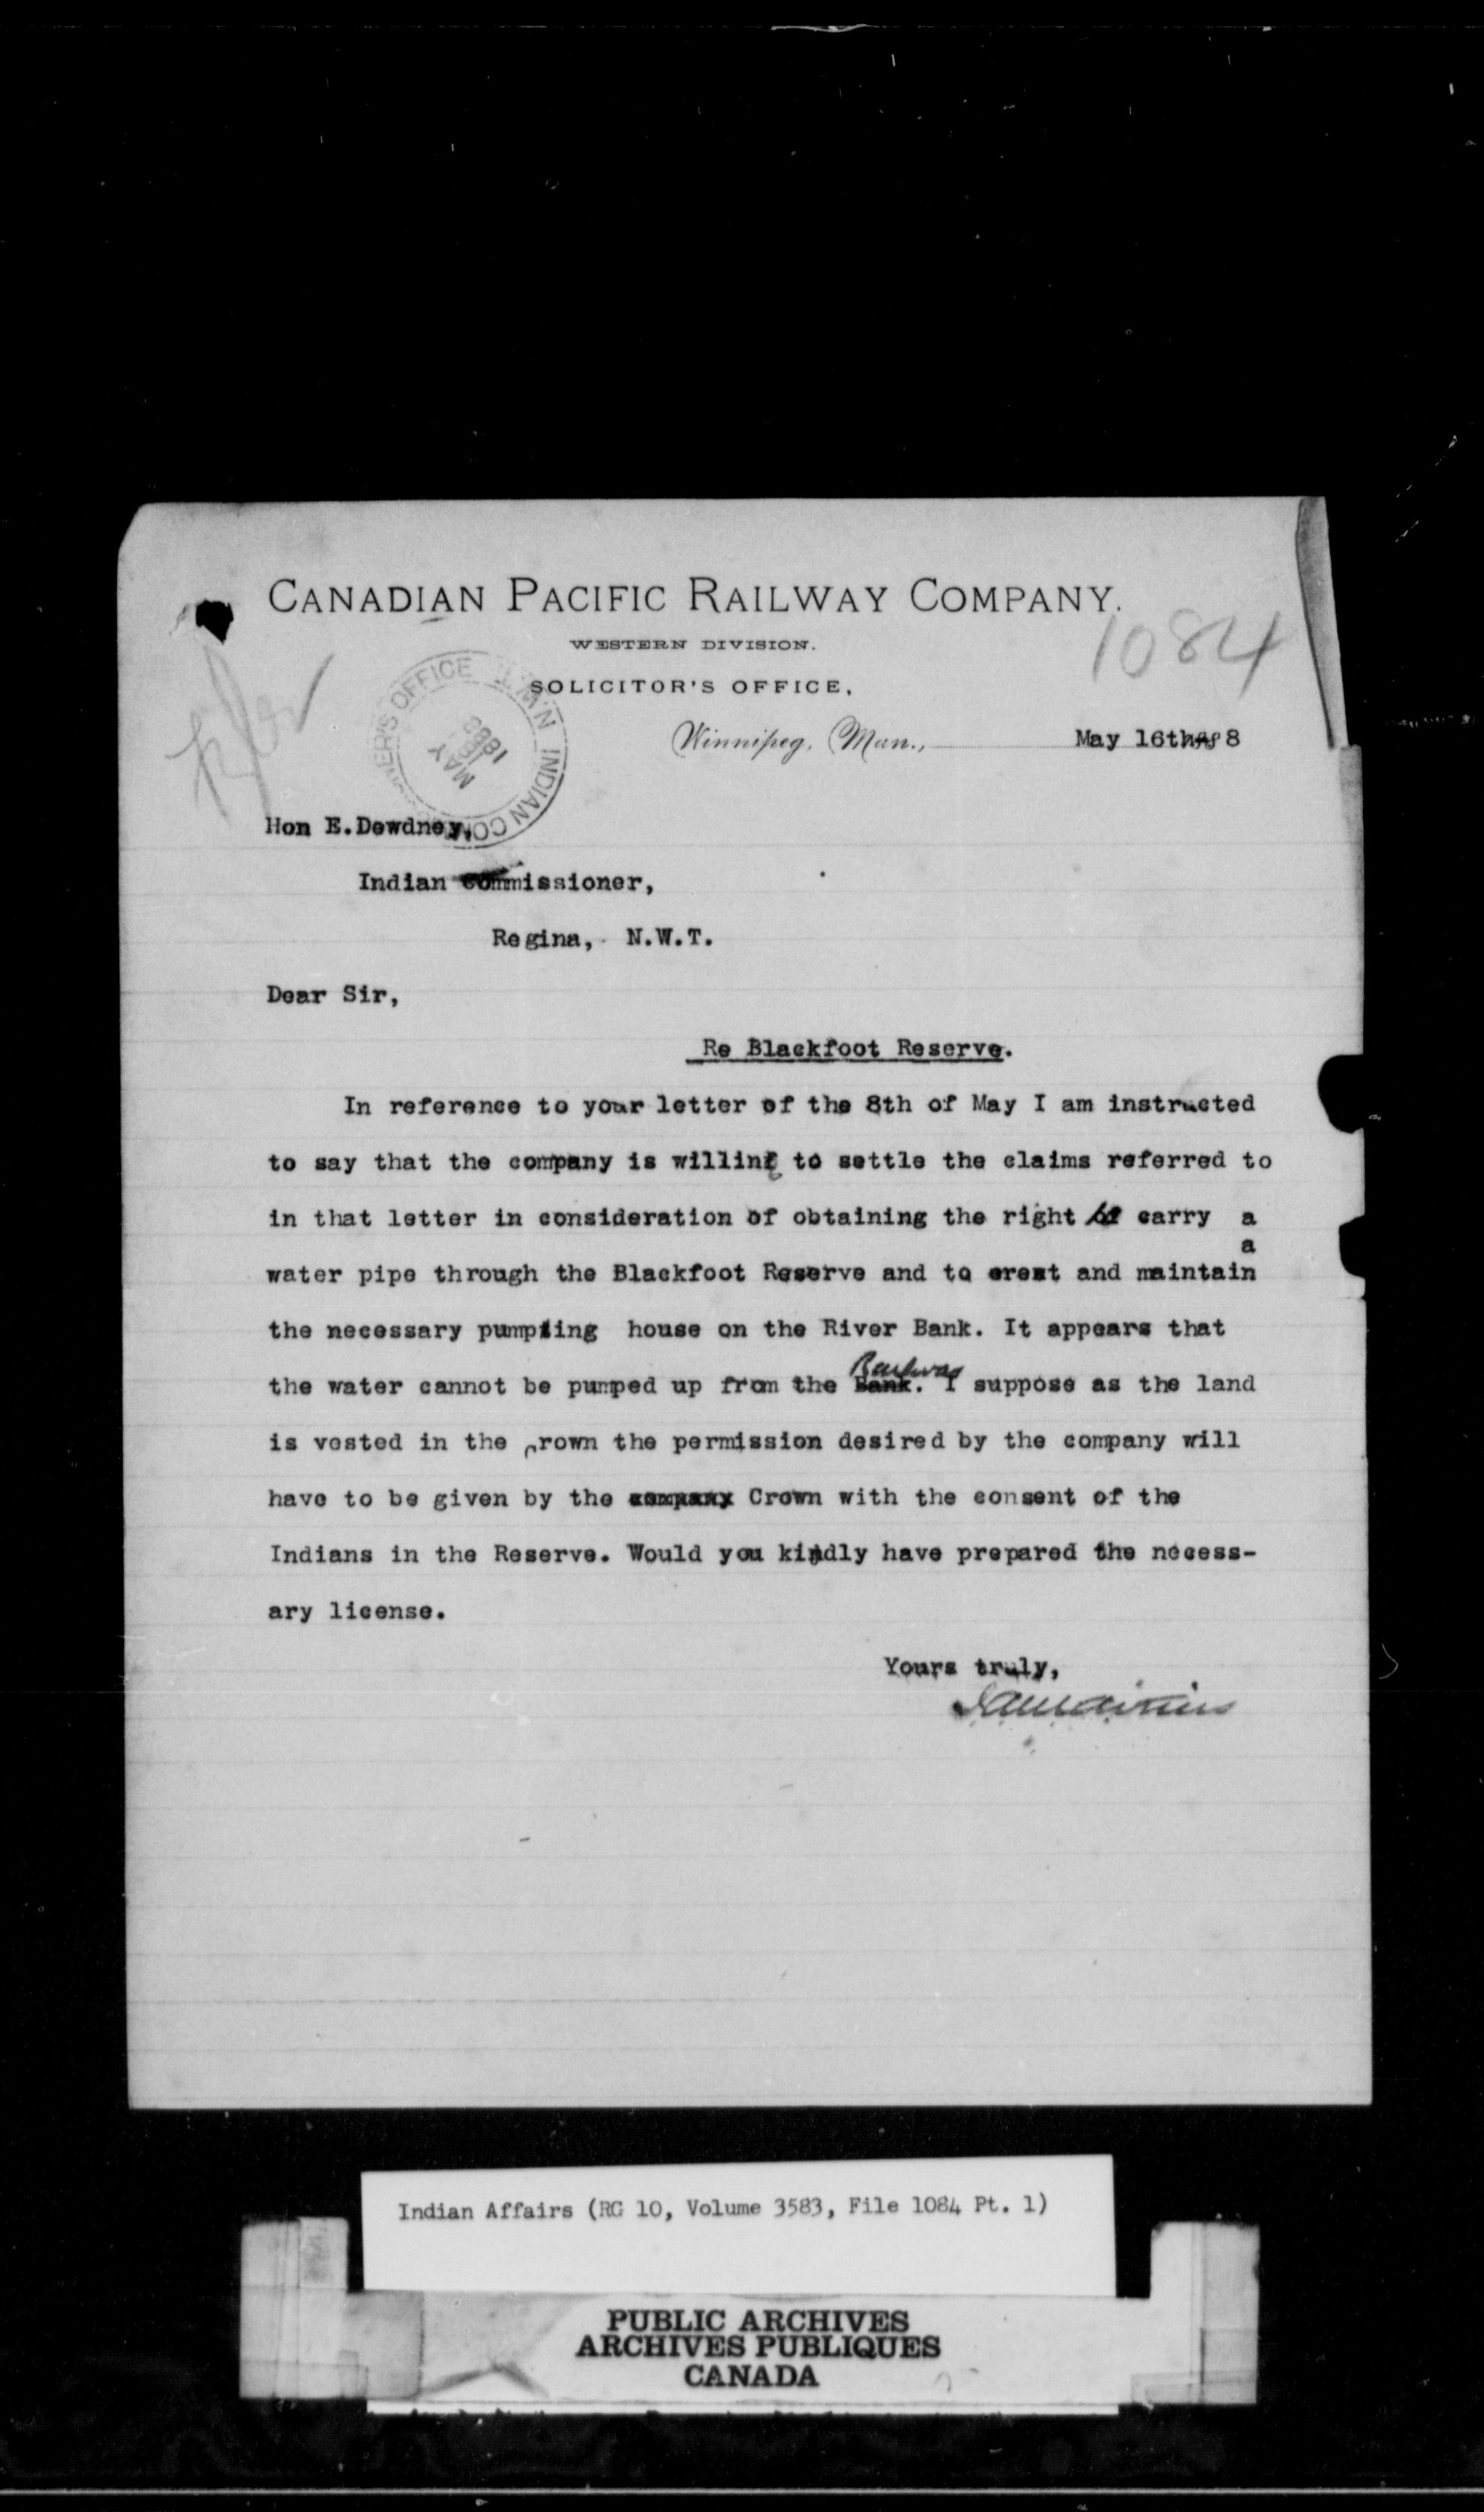 CANADIAN PACIFIC RAILWAY COMPANY.
WESTERN DIVISION.
1084
SOLICITOR'S OFFICE,
INDIAN COMMISSIONER'S OFFICE
MAY 1888
Winnipeg, Man., May 16th 88
Hon E.Dewdney,
Indian Commissioner,
Regina, N.W.T.
Dear Sir,
Re Blackfoot Reserve.
In reference to your letter of the 8th of May I am instructed
to say that the company is willing to settle the claims referred to
in that letter in consideration of obtaining the right to carry a
a
water pipe through the Blackfoot Reserve and to erect and maintain
the necessary pumping house on the River Bank. It appears that
Railway
the water cannot be pumped up from the Bank. I suppose as the land
is vested in the Crown the permission desired by the company will
have to be given by the company Crown with the consent of the
Indians in the Reserve. Would you kindly have prepared the necess-
ary license.
Yours truly,
Indian Affairs (RG 10, Volume 3583, File 1084 Pt. 1)
PUBLIC ARCHIVES
ARCHIVES PUBLIQUES
CANADA